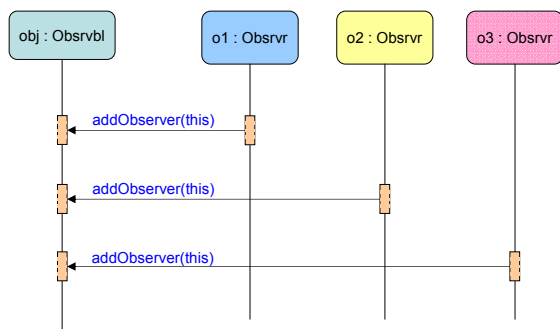 obj : Obsrvbl
o1 : Obsrvr
o2 : Obsrvr
o3 : Obsrvr
addObserver(this)
addObserver(this)
addObserver(this)